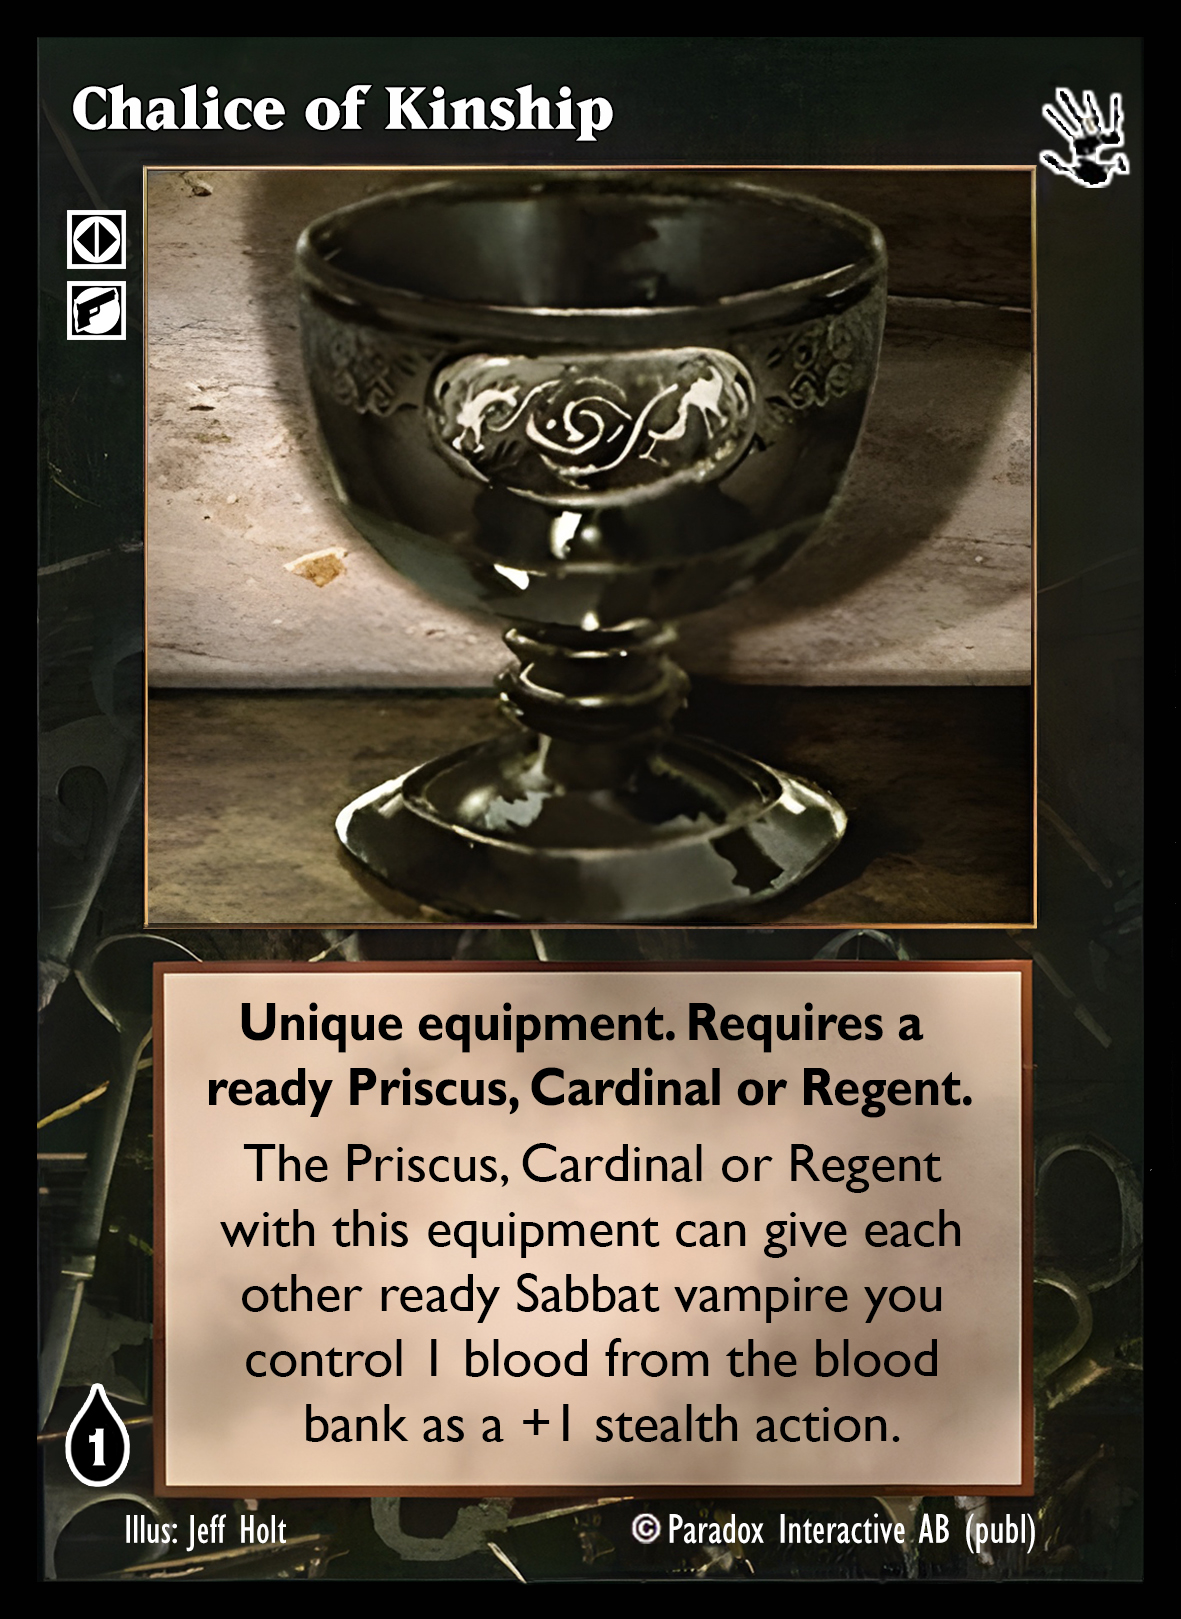 Chalice of Kinship
Unique equipment. Requires a
ready Priscus, Cardinal or Regent.
The Priscus, Cardinal or Regent
with this equipment can give each
other ready Sabbat vampire you
control 1 blood from the blood
bank as a +1 stealth action.
1
Illus: Jeff Holt
© Paradox Interactive AB (publ)